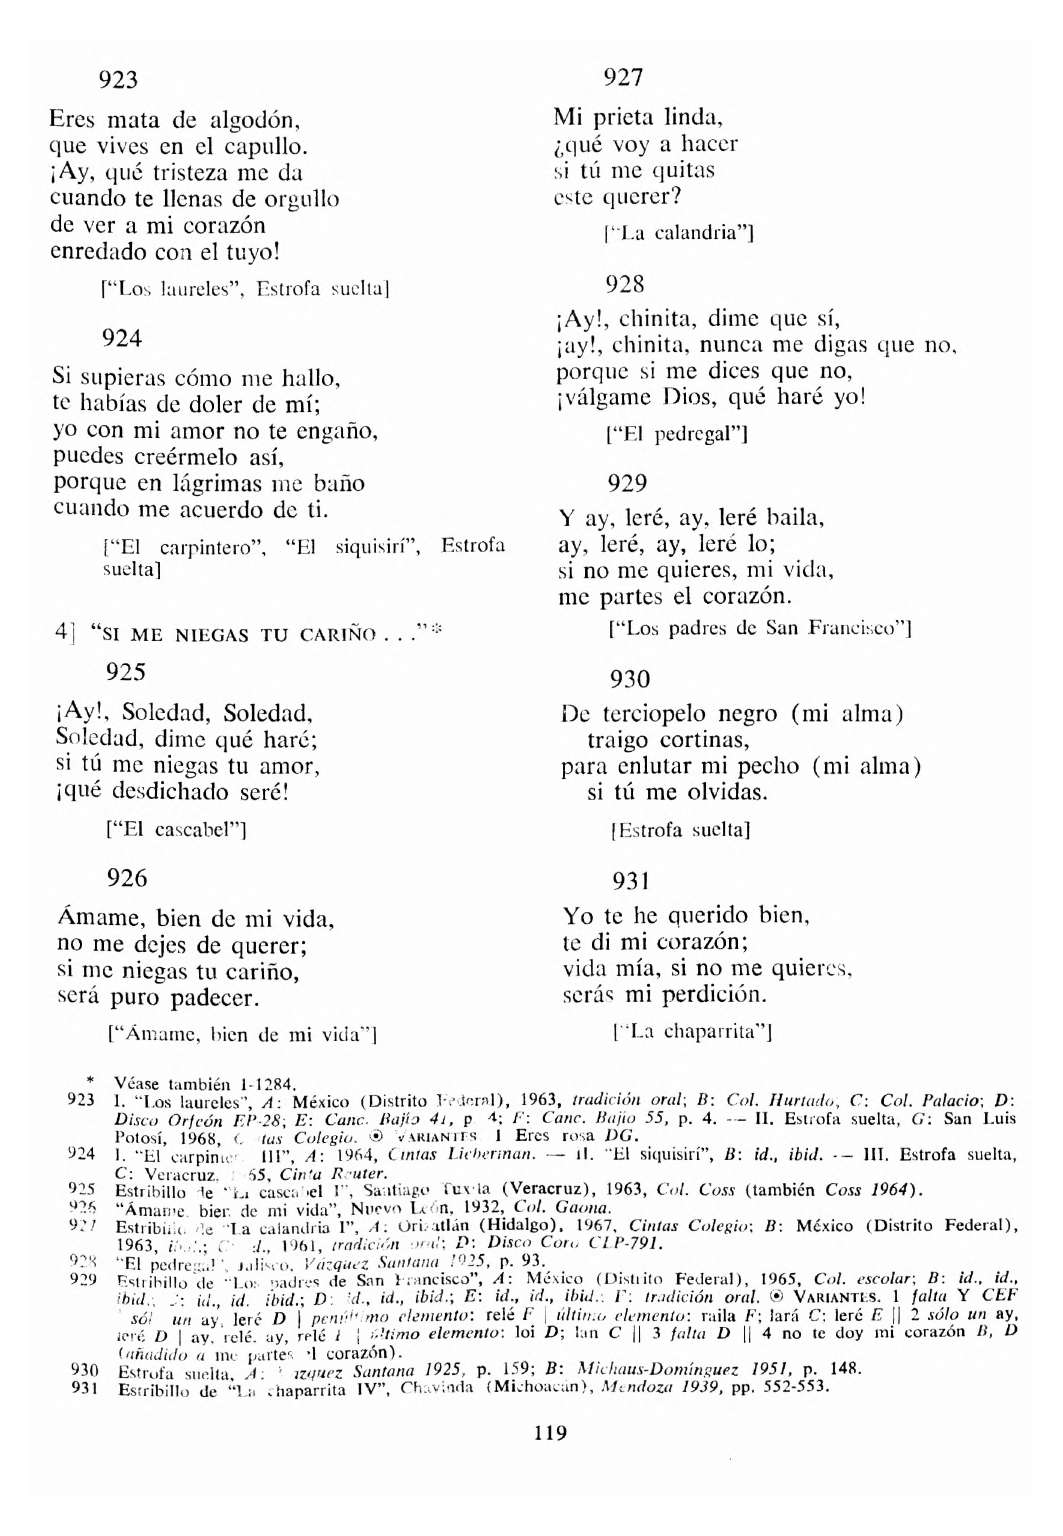 923
Eres mata de algodón,
que vives en el capullo.
¡Ay, qué tristeza me da
cuando te llenas de orgullo
de ver a mi corazón
enredado con el tuyo!
[“Los laureles”, Estrofa suelta]
924
Si supieras cómo me hallo,
te habías de doler de mí;
yo con mi amor no te engaño,
puedes creérmelo así,
porque en lágrimas me baño
cuando me acuerdo de ti.
[“El carpintero”, “El siquisirí”, Estrofa
suelta]
4] “SI ME NIEGAS TU CARIÑO . . .”*
925
¡Ay!, Soledad, Soledad,
Soledad, dime qué haré;
si tú me niegas tu amor,
¡qué desdichado seré!
[“El cascabel”]
926
Ámame, bien de mi vida,
no me dejes de querer;
si me niegas tu cariño,
será puro padecer.
[“Ámame, bien de mi vida”]
927
Mi prieta linda,
¿qué voy a hacer
si tú me quitas
este querer?
[“La calandria”]
928
¡Ay!, chinita, dime que sí,
¡ay!, chinita, nunca me digas que no,
porque si me dices que no,
¡válgame Dios, qué haré yo!
[“El pedregal”]
929
Y ay, leré, ay, leré baila,
ay, leré, ay, leré lo;
si no me quieres, mi vida,
me partes el corazón.
[“Los padres de San Francisco”]
930
De terciopelo negro (mi alma)
traigo cortinas,
para enlutar mi pecho (mi alma)
si tú me olvidas.
[Estrofa suelta]
931
Yo te he querido bien,
te di mi corazón;
vida mía, si no me quieres,
serás mi perdición.
[“La chaparrita”]
* Véase también 1-1284.
923 I. “Los laureles”, A: México (Distrito Federal), 1963, tradición oral; B: Col. Hurtado, C: Col. Palacio; D:
Disco Orfeón EP-28; E: Canc. Bajío 41, p 4; F: Canc. Bajío 55, p. 4. — II. Estrofa suelta, G: San Luis
Potosí, 1968, Colegio. ⊙ VARIANTES 1 Eres rosa DG.
924 I. “El III”, A: 1964, Cintas Lieberman. — II. “El siquisirí”, B: id., ibid. — III. Estrofa suelta,
C: Veracruz, Cinta Reuter.
925 Estribillo de “La cascabel I”, Santiago Tuxtla (Veracruz), 1963, Col. Coss (también Coss 1964).
926 “Ámame bien de mi vida”, Nuevo León, 1932, Col. Gaona.
927 Estribillo de “La calandria I”, A: (Hidalgo), 1967, Cintas Colegio; B: México (Distrito Federal),
1963, 1961, tradición oral; D: Disco Coro CLP-791.
928 “El pedregal”, Jalisco, Vázquez Santana 1925, p. 93.
929 Estribillo de “Los padres de San Francisco”, A: México (Distrito Federal), 1965, Col. escolar; B: id., id.,
ibid.; id., id. ibid.; D: id., id., ibid.; E: id., id., ibid.; F: tradición oral. ⊙ VARIANTES. 1 falta Y CEF
sólo un ay, leré D | penúltimo elemento: relé F | último elemento: raila F; lará C; leré E || 2 sólo un ay,
leré D | ay, relé, ay, relé | último elemento: loi D; lan C || 3 falta D || 4 no te doy mi corazón B, D
(añadido a me partes el corazón).
930 Estrofa suelta, A: Vázquez Santana 1925, p. 159; B: Michaus-Domínguez 1951, p. 148.
931 Estribillo de “La chaparrita IV”, Chavinda (Michoacán), Mendoza 1939, pp. 552-553.
119